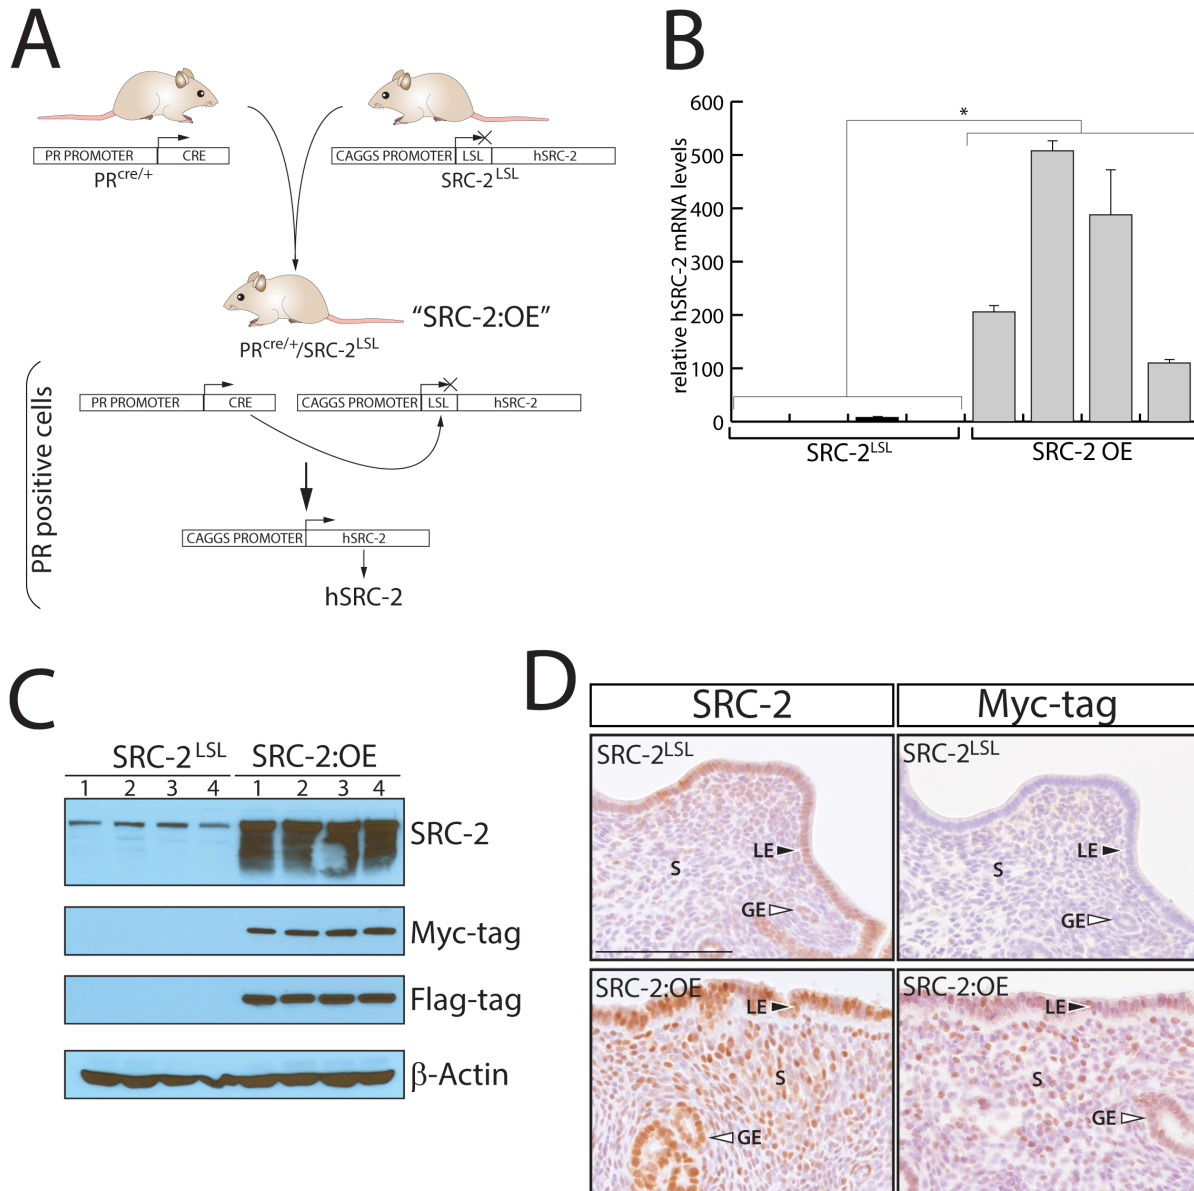 A
PR PROMOTER CRE
PRcre/+
CAGGS PROMOTER LSL hSRC-2
SRC-2LSL
"SRC-2:OE"
PRcre/+/SRC-2LSL
PR positive cells
PR PROMOTER CRE
CAGGS PROMOTER LSL hSRC-2
CAGGS PROMOTER hSRC-2
hSRC-2
B
relative hSRC-2 mRNA levels
600
500
400
300
200
100
0
*
SRC-2LSL
SRC-2 OE
C
SRC-2LSL SRC-2:OE
1 2 3 4 1 2 3 4
SRC-2
Myc-tag
Flag-tag
β-Actin
D
SRC-2 Myc-tag
SRC-2LSL
LE
S
GE
SRC-2LSL
LE
S
GE
SRC-2:OE
LE
S
GE
SRC-2:OE
LE
S
GE